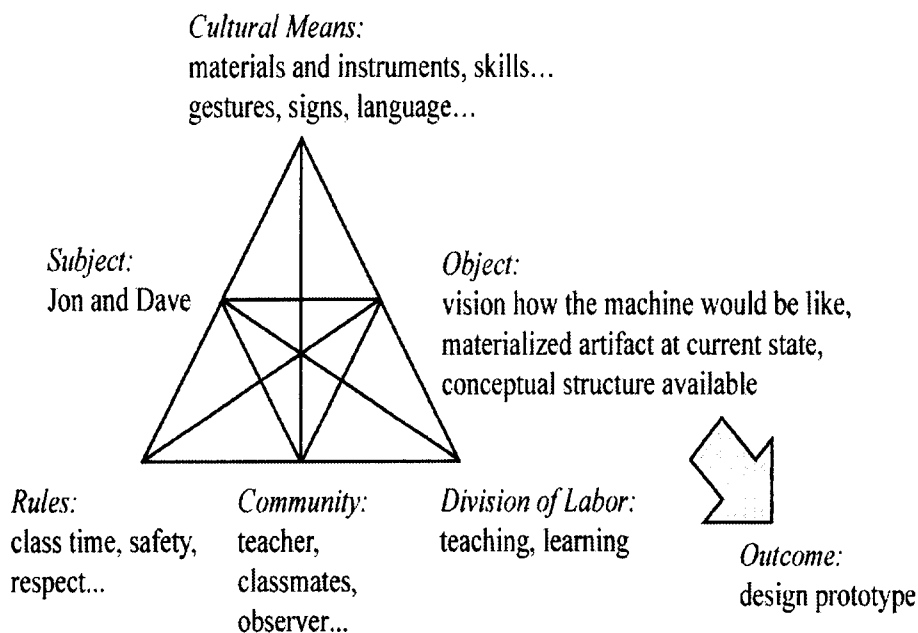 Cultural Means:
materials and instruments, skills...
gestures, signs, language...
Subject:
Jon and Dave
Object:
vision how the machine would be like,
materialized artifact at current state,
conceptual structure available
Rules:
class time, safety,
respect...
Community:
teacher,
classmates,
observer...
Division of Labor:
teaching, learning
Outcome:
design prototype